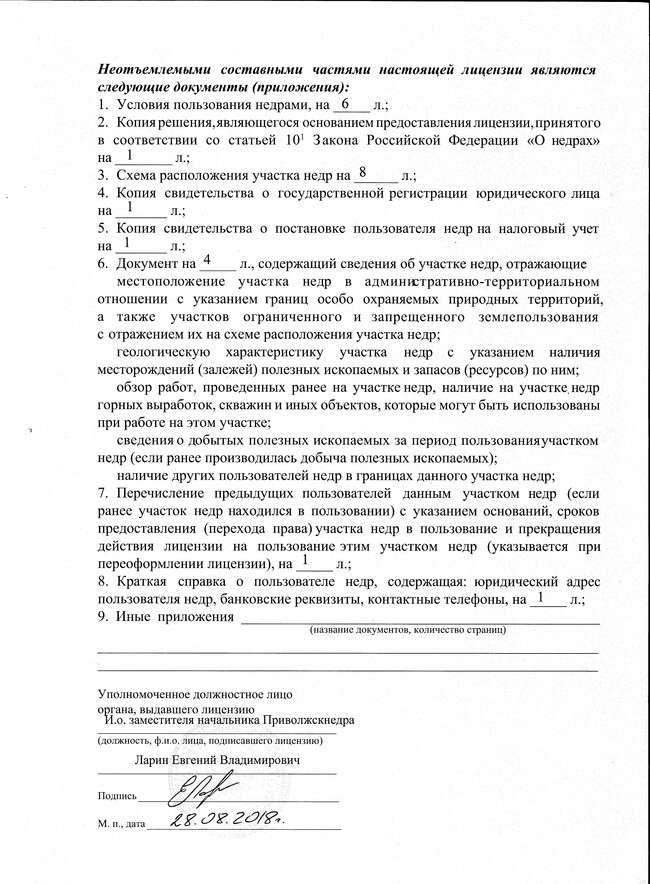 Неотъемлемыми составными частями настоящей лицензии являются
следующие документы (приложения):
1. Условия пользования недрами, на 6 л.;
2. Копия решения, являющегося основанием предоставления лицензии, принятого
в соответствии со статьей 10¹ Закона Российской Федерации «О недрах»
на 1 л.;
3. Схема расположения участка недр на 8 л.;
4. Копия свидетельства о государственной регистрации юридического лица
на 1 л.;
5. Копия свидетельства о постановке пользователя недр на налоговый учет
на 1 л.;
6. Документ на 4 л., содержащий сведения об участке недр, отражающие
местоположение участка недр в административно-территориальном
отношении с указанием границ особо охраняемых природных территорий,
а также участков ограниченного и запрещенного землепользования
с отражением их на схеме расположения участка недр;
геологическую характеристику участка недр с указанием наличия
месторождений (залежей) полезных ископаемых и запасов (ресурсов) по ним;
обзор работ, проведенных ранее на участке недр, наличие на участке недр
горных выработок, скважин и иных объектов, которые могут быть использованы
при работе на этом участке;
сведения о добытых полезных ископаемых за период пользования участком
недр (если ранее производилась добыча полезных ископаемых);
наличие других пользователей недр в границах данного участка недр;
7. Перечисление предыдущих пользователей данным участком недр (если
ранее участок недр находился в пользовании) с указанием оснований, сроков
предоставления (перехода права) участка недр в пользование и прекращения
действия лицензии на пользование этим участком недр (указывается при
переоформлении лицензии), на 1 л.;
8. Краткая справка о пользователе недр, содержащая: юридический адрес
пользователя недр, банковские реквизиты, контактные телефоны, на 1 л.;
9. Иные приложения
(название документов, количество страниц)
Уполномоченное должностное лицо
органа, выдавшего лицензию
И.о. заместителя начальника Приволжскнедра
(должность, ф.и.о. лица, подписавшего лицензию)
Ларин Евгений Владимирович
Подпись
М. п., дата 28.08.2018г.